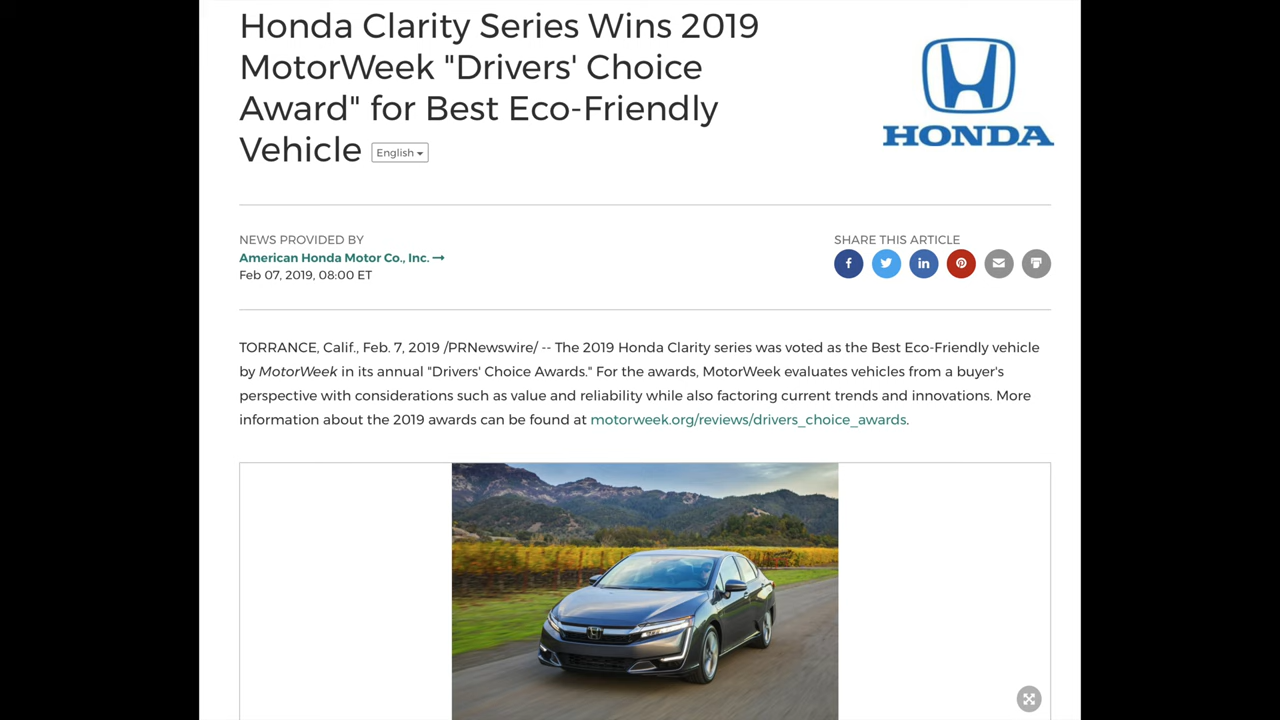 Honda Clarity Series Wins 2019
MotorWeek "Drivers' Choice
Award" for Best Eco-Friendly
Vehicle English
HONDA
NEWS PROVIDED BY
American Honda Motor Co., Inc.
Feb 07, 2019, 08:00 ET
SHARE THIS ARTICLE
TORRANCE, Calif., Feb. 7, 2019 /PRNewswire/ -- The 2019 Honda Clarity series was voted as the Best Eco-Friendly vehicle
by MotorWeek in its annual "Drivers' Choice Awards." For the awards, MotorWeek evaluates vehicles from a buyer's
perspective with considerations such as value and reliability while also factoring current trends and innovations. More
information about the 2019 awards can be found at motorweek.org/reviews/drivers_choice_awards.